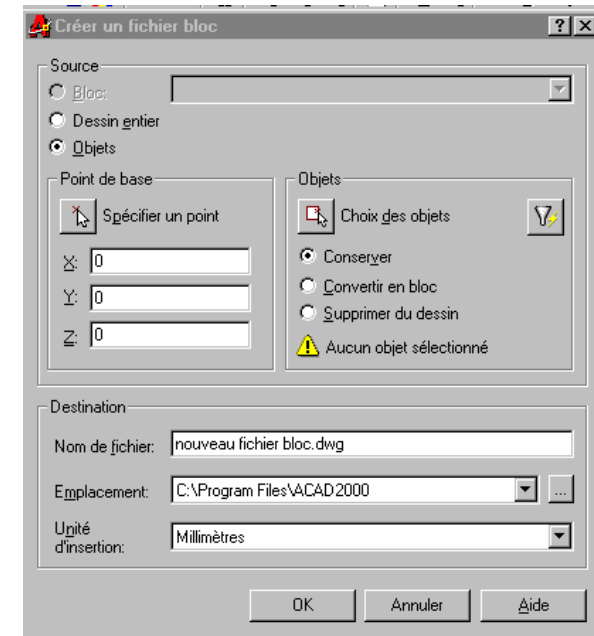 Créer un fichier bloc
Source
Bloc:
Dessin entier
Objets
Point de base
Spécifier un point
X: 0
Y: 0
Z: 0
Objets
Choix des objets
Conserver
Convertir en bloc
Supprimer du dessin
Aucun objet sélectionné
Destination
Nom de fichier: nouveau fichier bloc.dwg
Emplacement: C:\Program Files\ACAD2000 ...
Unité
d'insertion: Millimètres
OK Annuler Aide